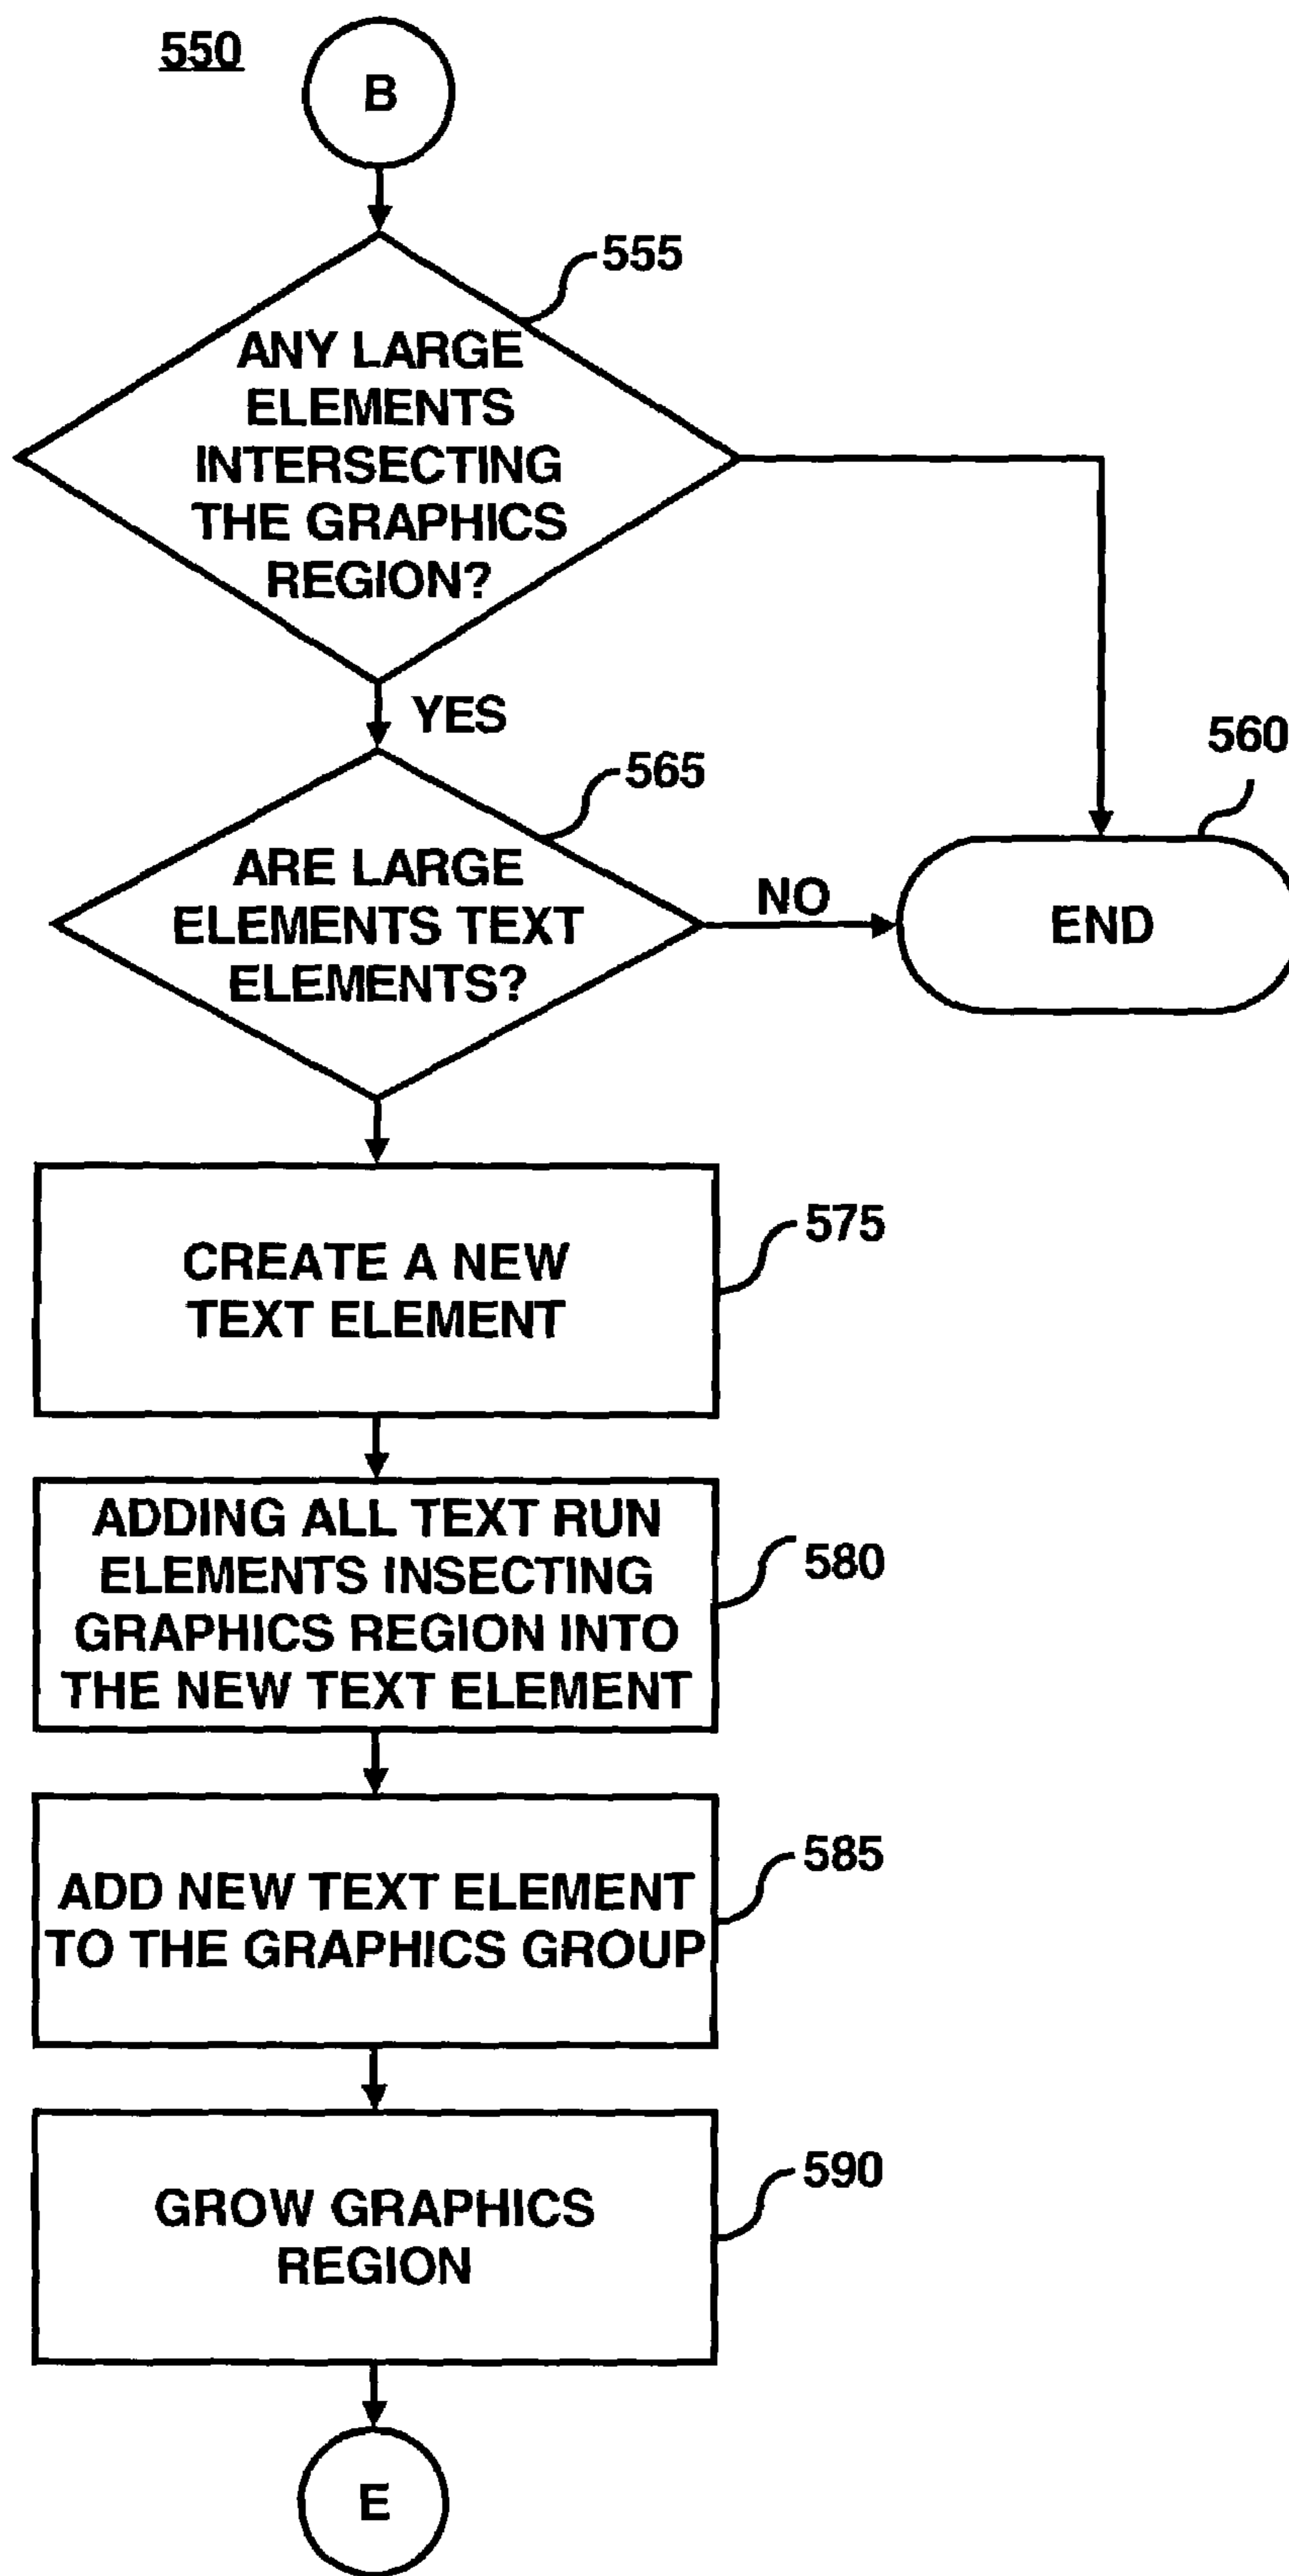 550
B
555
ANY LARGE
ELEMENTS
INTERSECTING
THE GRAPHICS
REGION?
YES
560
565
ARE LARGE
ELEMENTS TEXT
ELEMENTS?
NO
END
575
CREATE A NEW
TEXT ELEMENT
580
ADDING ALL TEXT RUN
ELEMENTS INSECTING
GRAPHICS REGION INTO
THE NEW TEXT ELEMENT
585
ADD NEW TEXT ELEMENT
TO THE GRAPHICS GROUP
590
GROW GRAPHICS
REGION
E